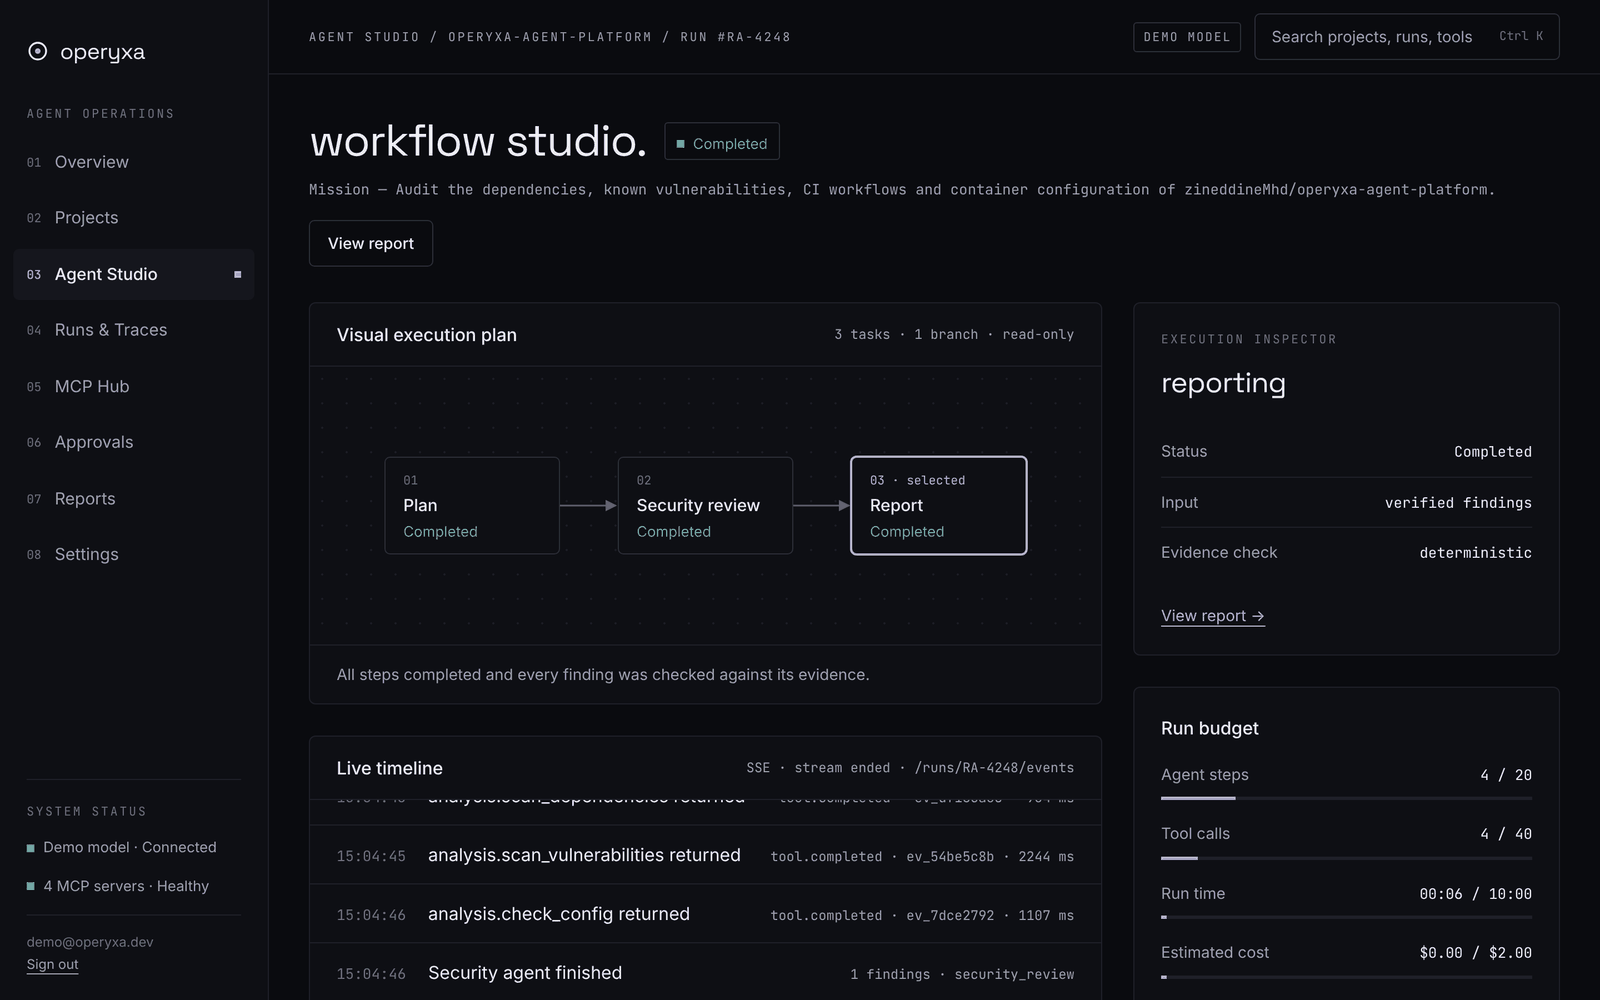 operyxa
AGENT OPERATIONS
01 Overview
02 Projects
03 Agent Studio
04 Runs & Traces
05 MCP Hub
06 Approvals
07 Reports
08 Settings
SYSTEM STATUS
Demo model · Connected
4 MCP servers · Healthy
demo@operyxa.dev
Sign out
AGENT STUDIO / OPERYXA-AGENT-PLATFORM / RUN #RA-4248
DEMO MODEL
Search projects, runs, tools Ctrl K
workflow studio.
Completed
Mission — Audit the dependencies, known vulnerabilities, CI workflows and container configuration of zineddineMhd/operyxa-agent-platform.
View report
Visual execution plan
3 tasks · 1 branch · read-only
01
Plan
Completed
02
Security review
Completed
03 · selected
Report
Completed
All steps completed and every finding was checked against its evidence.
Live timeline
SSE · stream ended · /runs/RA-4248/events
analysis.scan_dependencies returned
15:04:45 analysis.scan_vulnerabilities returned tool.completed · ev_54be5c8b · 2244 ms
15:04:46 analysis.check_config returned tool.completed · ev_7dce2792 · 1107 ms
15:04:46 Security agent finished 1 findings · security_review
EXECUTION INSPECTOR
reporting
Status Completed
Input verified findings
Evidence check deterministic
View report →
Run budget
Agent steps 4 / 20
Tool calls 4 / 40
Run time 00:06 / 10:00
Estimated cost $0.00 / $2.00